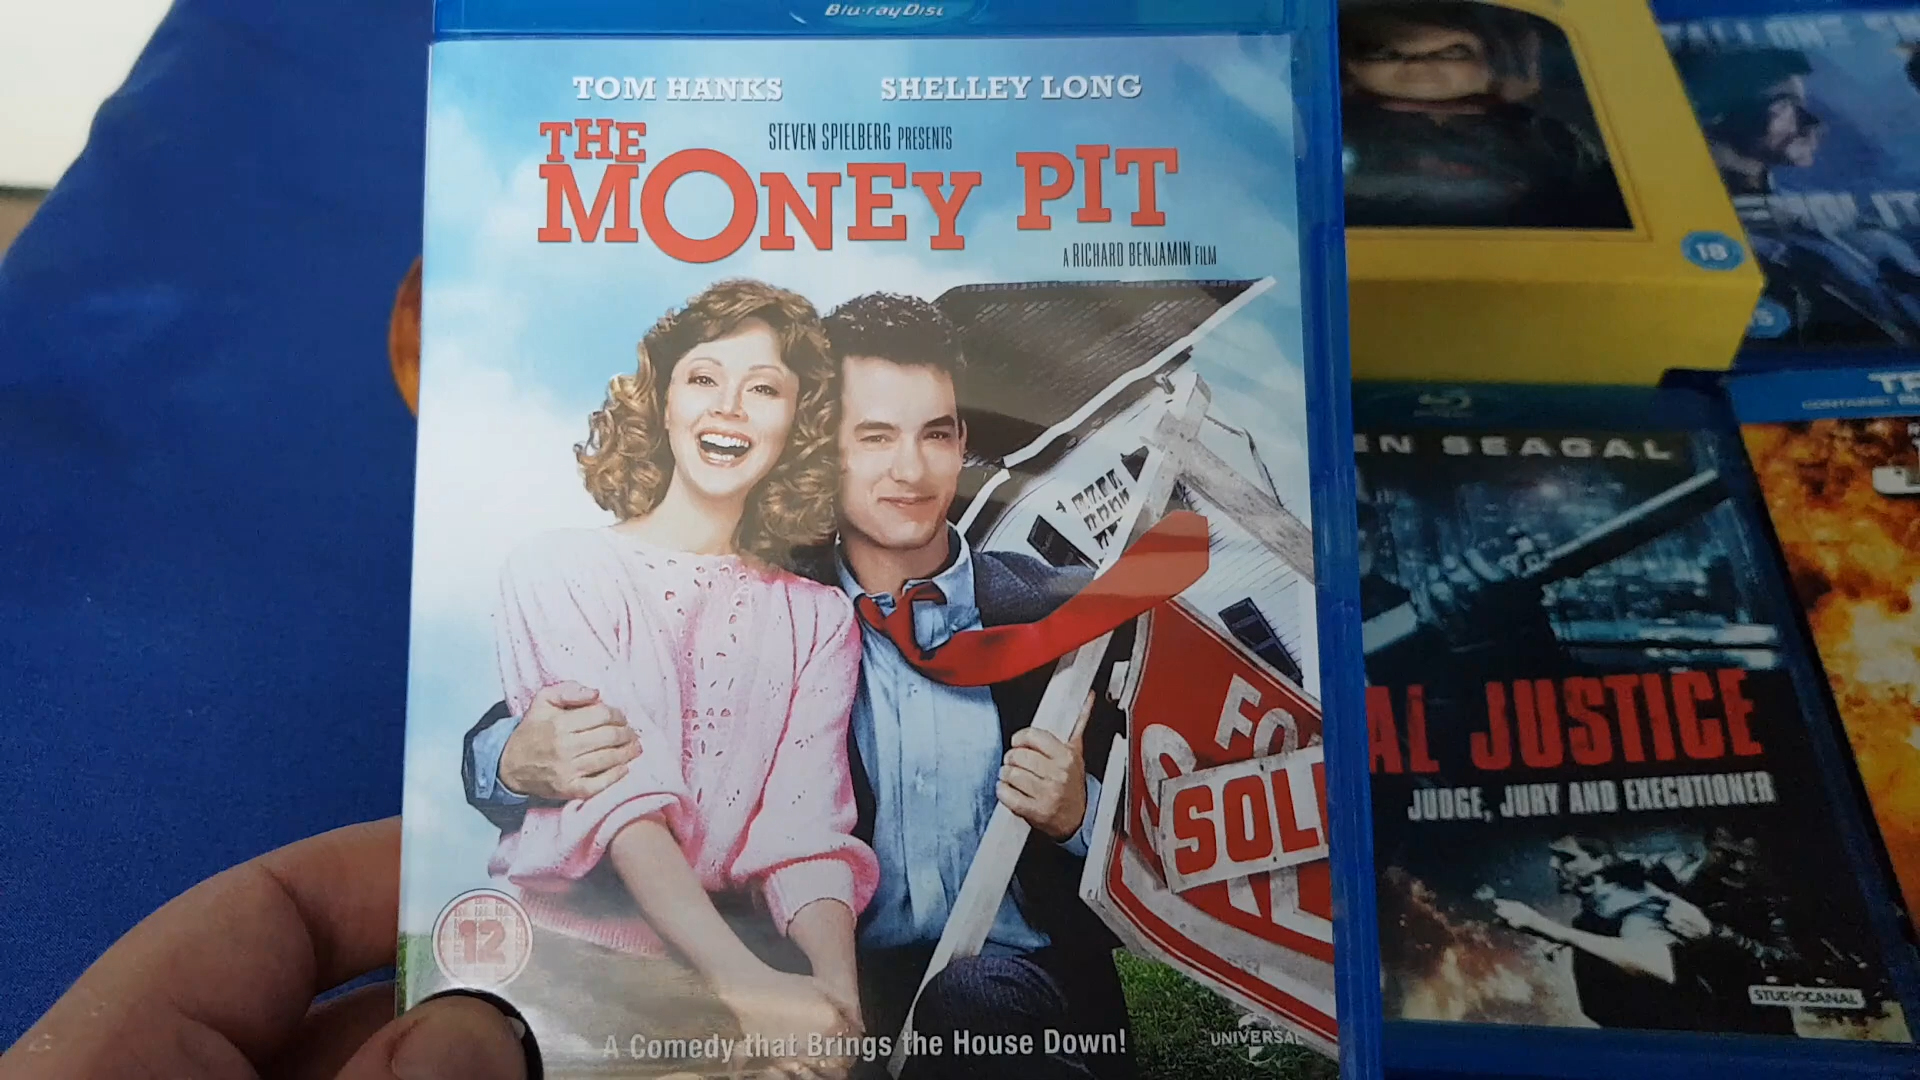 Blu-ray Disc
TOM HANKS SHELLEY LONG
STEVEN SPIELBERG PRESENTS
THE
MONEY PIT
A RICHARD BENJAMIN FILM
FO
SOL
12
A Comedy that Brings the House Down!
UNIVERSAL
18
EN SEAGAL
AL JUSTICE
JUDGE, JURY AND EXECUTIONER
STUDIOCANAL